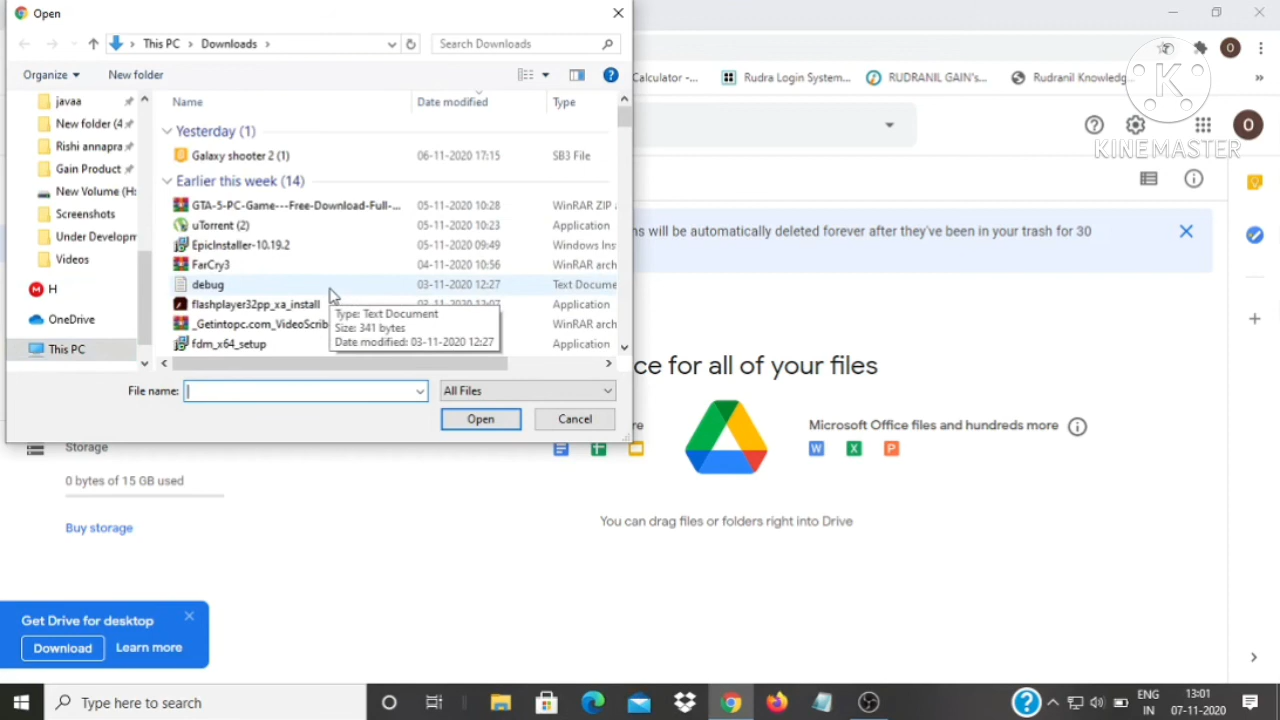 Open
This PC > Downloads >
Search Downloads
Organize
New folder
Name
Date modified
Type
javaa
New folder (4
Rishi annapra
Gain Product
New Volume (H:
Screenshots
Under Developm
Videos
H
OneDrive
This PC
Yesterday (1)
Galaxy shooter 2 (1) 06-11-2020 17:15 SB3 File
Earlier this week (14)
GTA-5-PC-Game---Free-Download-Full-... 05-11-2020 10:28 WinRAR ZIP a
uTorrent (2) 05-11-2020 10:23 Application
EpicInstaller-10.19.2 05-11-2020 09:49 Windows Inst
FarCry3 04-11-2020 10:56 WinRAR arch
debug 03-11-2020 12:27 Text Docume
flashplayer32pp_xa_install 03-11-2020 12:07 Application
_Getintopc.com_VideoScrib WinRAR arch
fdm_x64_setup Application
Type: Text Document
Size: 341 bytes
Date modified: 03-11-2020 12:27
File name:
All Files
Open
Cancel
Calculator -...
Rudra Login System...
RUDRANIL GAIN's...
Rudranil Knowledg
»
O
O
K
KINEMASTER
ns will be automatically deleted forever after they've been in your trash for 30
ce for all of your files
re
Microsoft Office files and hundreds more
W X P
You can drag files or folders right into Drive
Storage
0 bytes of 15 GB used
Buy storage
Get Drive for desktop
Download
Learn more
Type here to search
ENG
IN
13:01
07-11-2020